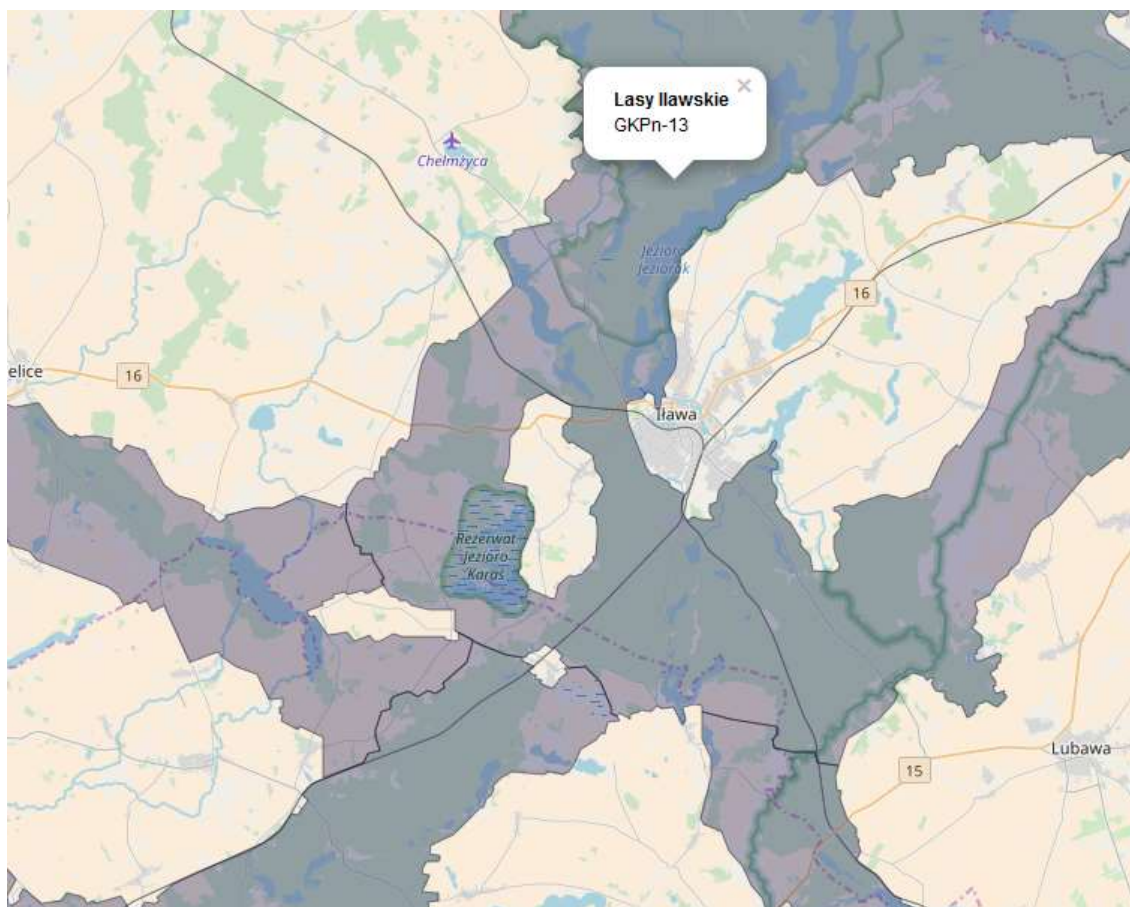 Lasy Iławskie
GKPn-13
×
Chełmżyca
Jezioro
Jeziorak
16
elice
16
Iława
Rezerwat
Jezioro
Karaś
Lubawa
15